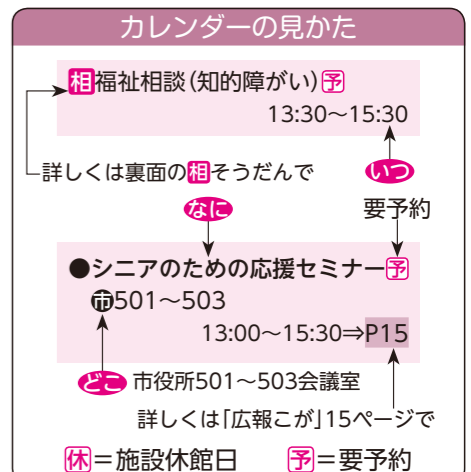 カレンダーの見かた
相福祉相談(知的障がい)予
13:30～15:30
詳しくは裏面の相そうだんで
いつ
なに
要予約
●シニアのための応援セミナー予
市501～503
13:00～15:30⇒P15
どこ 市役所501～503会議室
詳しくは「広報こが」15ページで
休＝施設休館日 予＝要予約